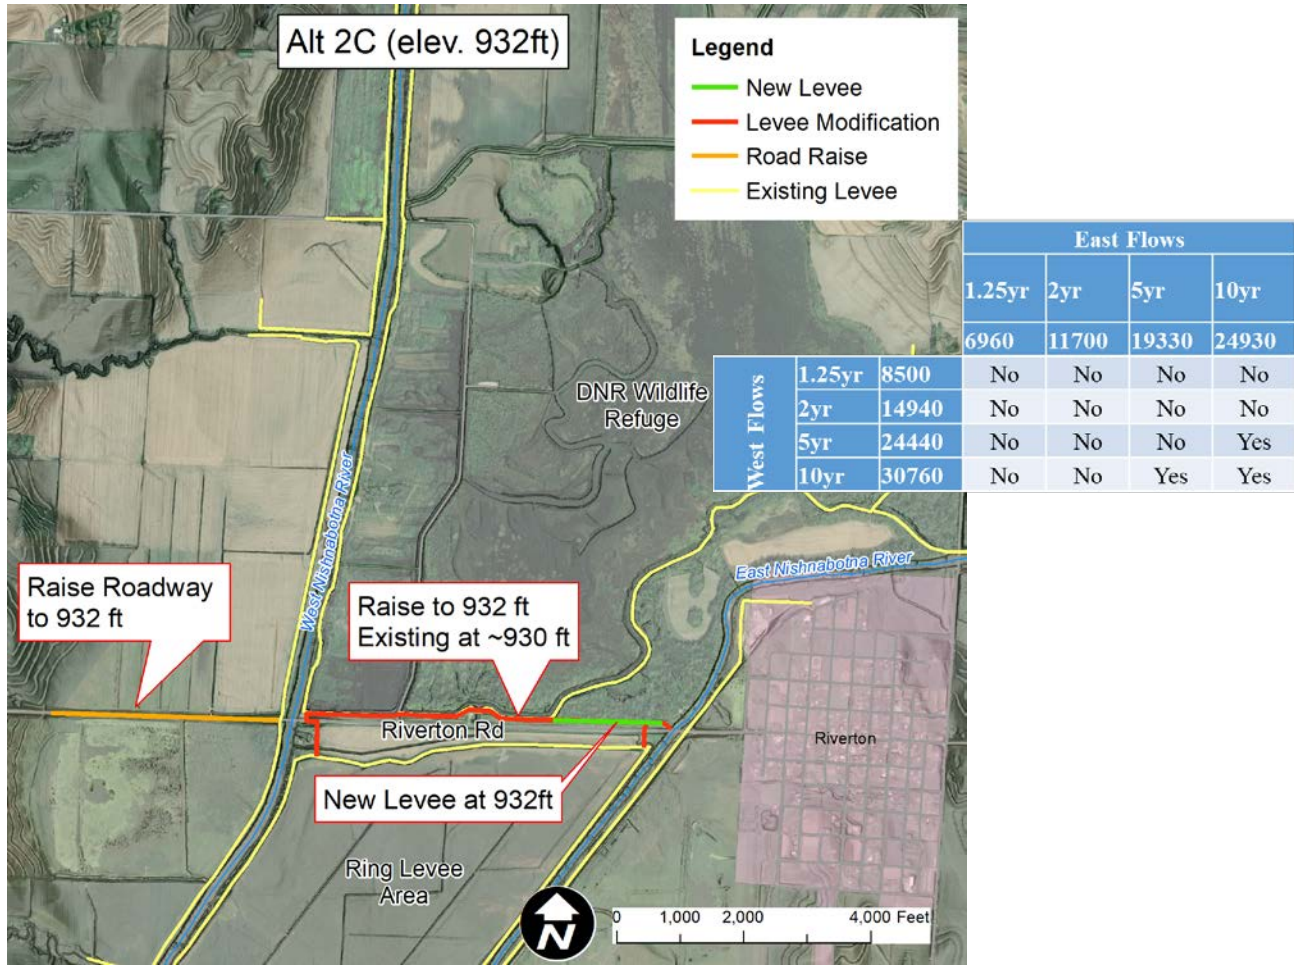 Alt 2C (elev. 932ft)
Legend
New Levee
Levee Modification
Road Raise
Existing Levee
East Flows
1.25yr 2yr 5yr 10yr
6960 11700 19330 24930
West Flows
1.25yr 8500 No No No No
2yr 14940 No No No No
5yr 24440 No No No Yes
10yr 30760 No No Yes Yes
DNR Wildlife
Refuge
West Nishnabotna River
East Nishnabotna River
Raise Roadway
to 932 ft
Raise to 932 ft
Existing at ~930 ft
Riverton Rd
Riverton
New Levee at 932ft
Ring Levee
Area
N
0 1,000 2,000 4,000 Feet